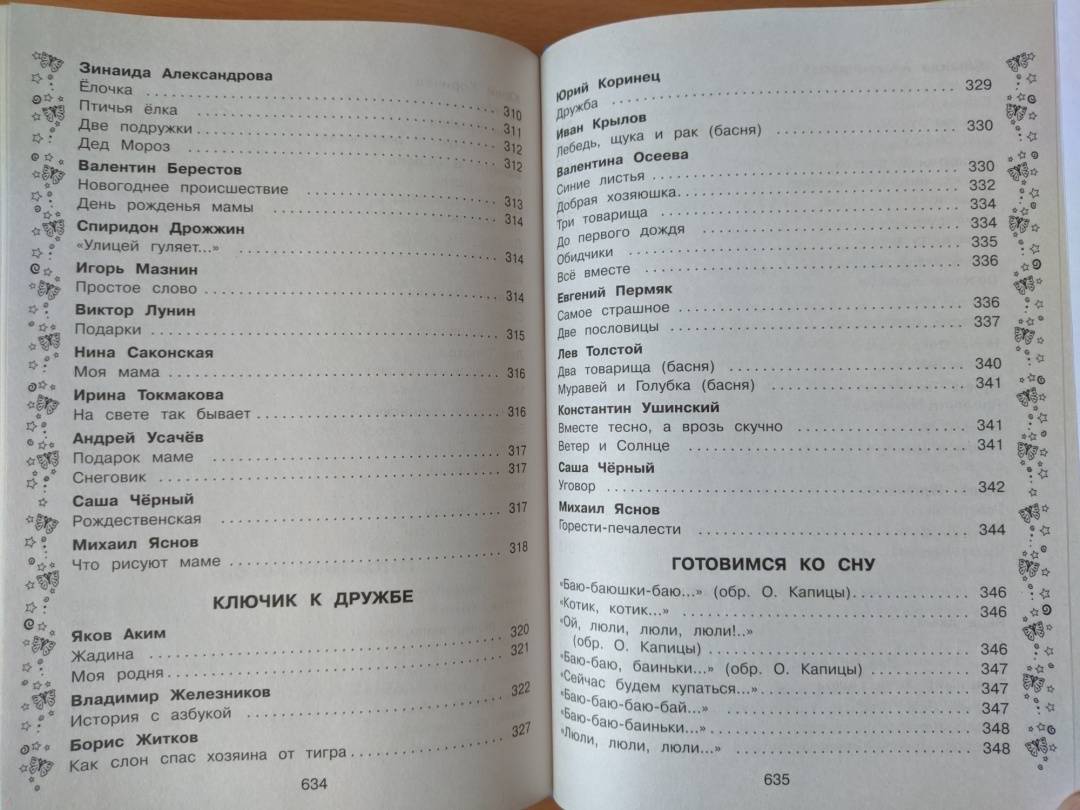 Зинаида Александрова
Ёлочка ..... 310
Птичья ёлка ..... 311
Две подружки ..... 312
Дед Мороз ..... 312
Валентин Берестов
Новогоднее происшествие ..... 313
День рожденья мамы ..... 314
Спиридон Дрожжин
«Улицей гуляет...» ..... 314
Игорь Мазнин
Простое слово ..... 314
Виктор Лунин
Подарки ..... 315
Нина Саконская
Моя мама ..... 316
Ирина Токмакова
На свете так бывает ..... 316
Андрей Усачёв
Подарок маме ..... 317
Снеговик ..... 317
Саша Чёрный
Рождественская ..... 317
Михаил Яснов
Что рисуют маме ..... 318
КЛЮЧИК К ДРУЖБЕ
Яков Аким
Жадина ..... 320
Моя родня ..... 321
Владимир Железников
История с азбукой ..... 322
Борис Житков
Как слон спас хозяина от тигра ..... 327
634
Юрий Коринец
Дружба ..... 329
Иван Крылов
Лебедь, щука и рак (басня) ..... 330
Валентина Осеева
Синие листья ..... 330
Добрая хозяюшка ..... 332
Три товарища ..... 334
До первого дождя ..... 334
Обидчики ..... 335
Всё вместе ..... 336
Евгений Пермяк
Самое страшное ..... 336
Две пословицы ..... 337
Лев Толстой
Два товарища (басня) ..... 340
Муравей и Голубка (басня) ..... 341
Константин Ушинский
Вместе тесно, а врозь скучно ..... 341
Ветер и Солнце ..... 341
Саша Чёрный
Уговор ..... 342
Михаил Яснов
Горести-печалести ..... 344
ГОТОВИМСЯ КО СНУ
«Баю-баюшки-баю...» (обр. О. Капицы) ..... 346
«Котик, котик...» ..... 346
«Ой, люли, люли, люли!..»
(обр. О. Капицы) ..... 346
«Баю-баю, баиньки...» (обр. О. Капицы) ..... 347
«Сейчас будем купаться...» ..... 347
«Баю-баю-баю-бай...» ..... 347
«Баю-баю-баиньки...» ..... 348
«Люли, люли, люли...» ..... 348
635